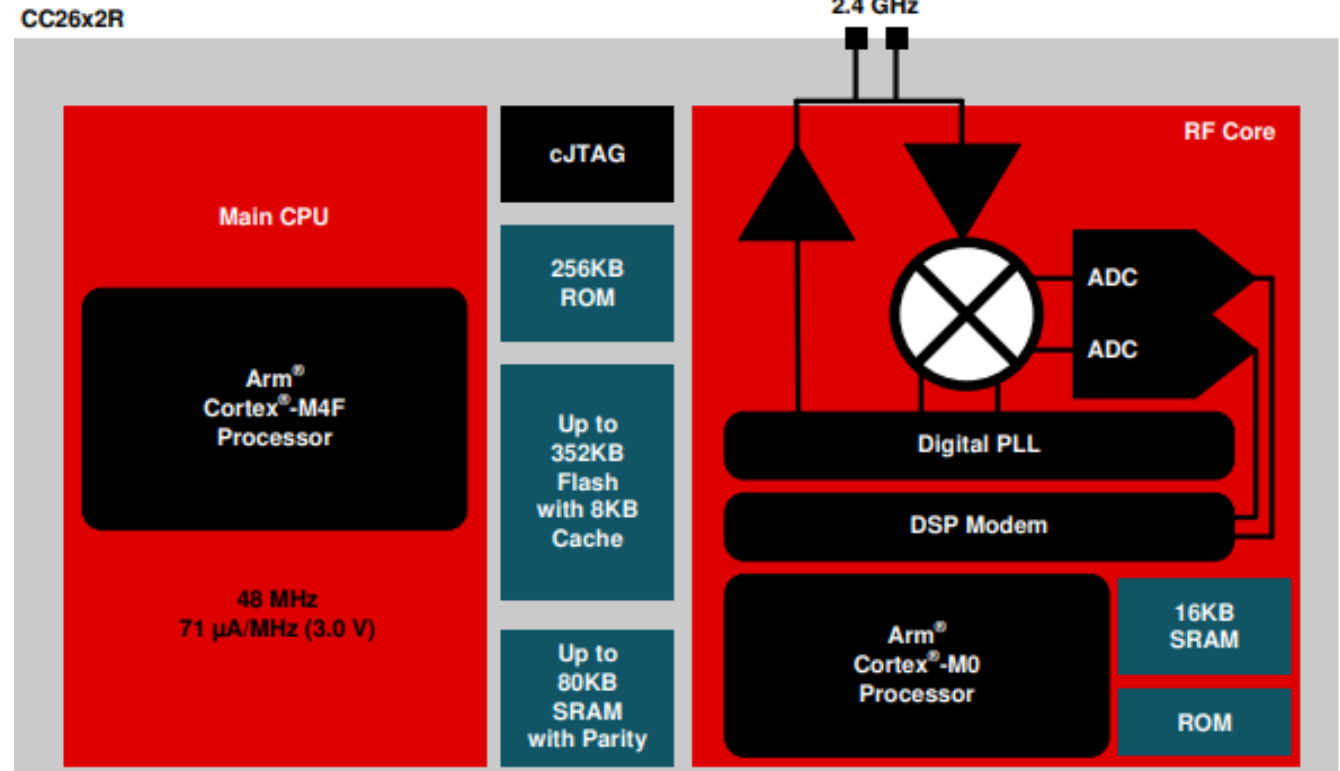 CC26x2R
2.4 GHz
Main CPU
Arm®
Cortex®-M4F
Processor
48 MHz
71 µA/MHz (3.0 V)
cJTAG
256KB
ROM
Up to
352KB
Flash
with 8KB
Cache
Up to
80KB
SRAM
with Parity
RF Core
ADC
ADC
Digital PLL
DSP Modem
Arm®
Cortex®-M0
Processor
16KB
SRAM
ROM